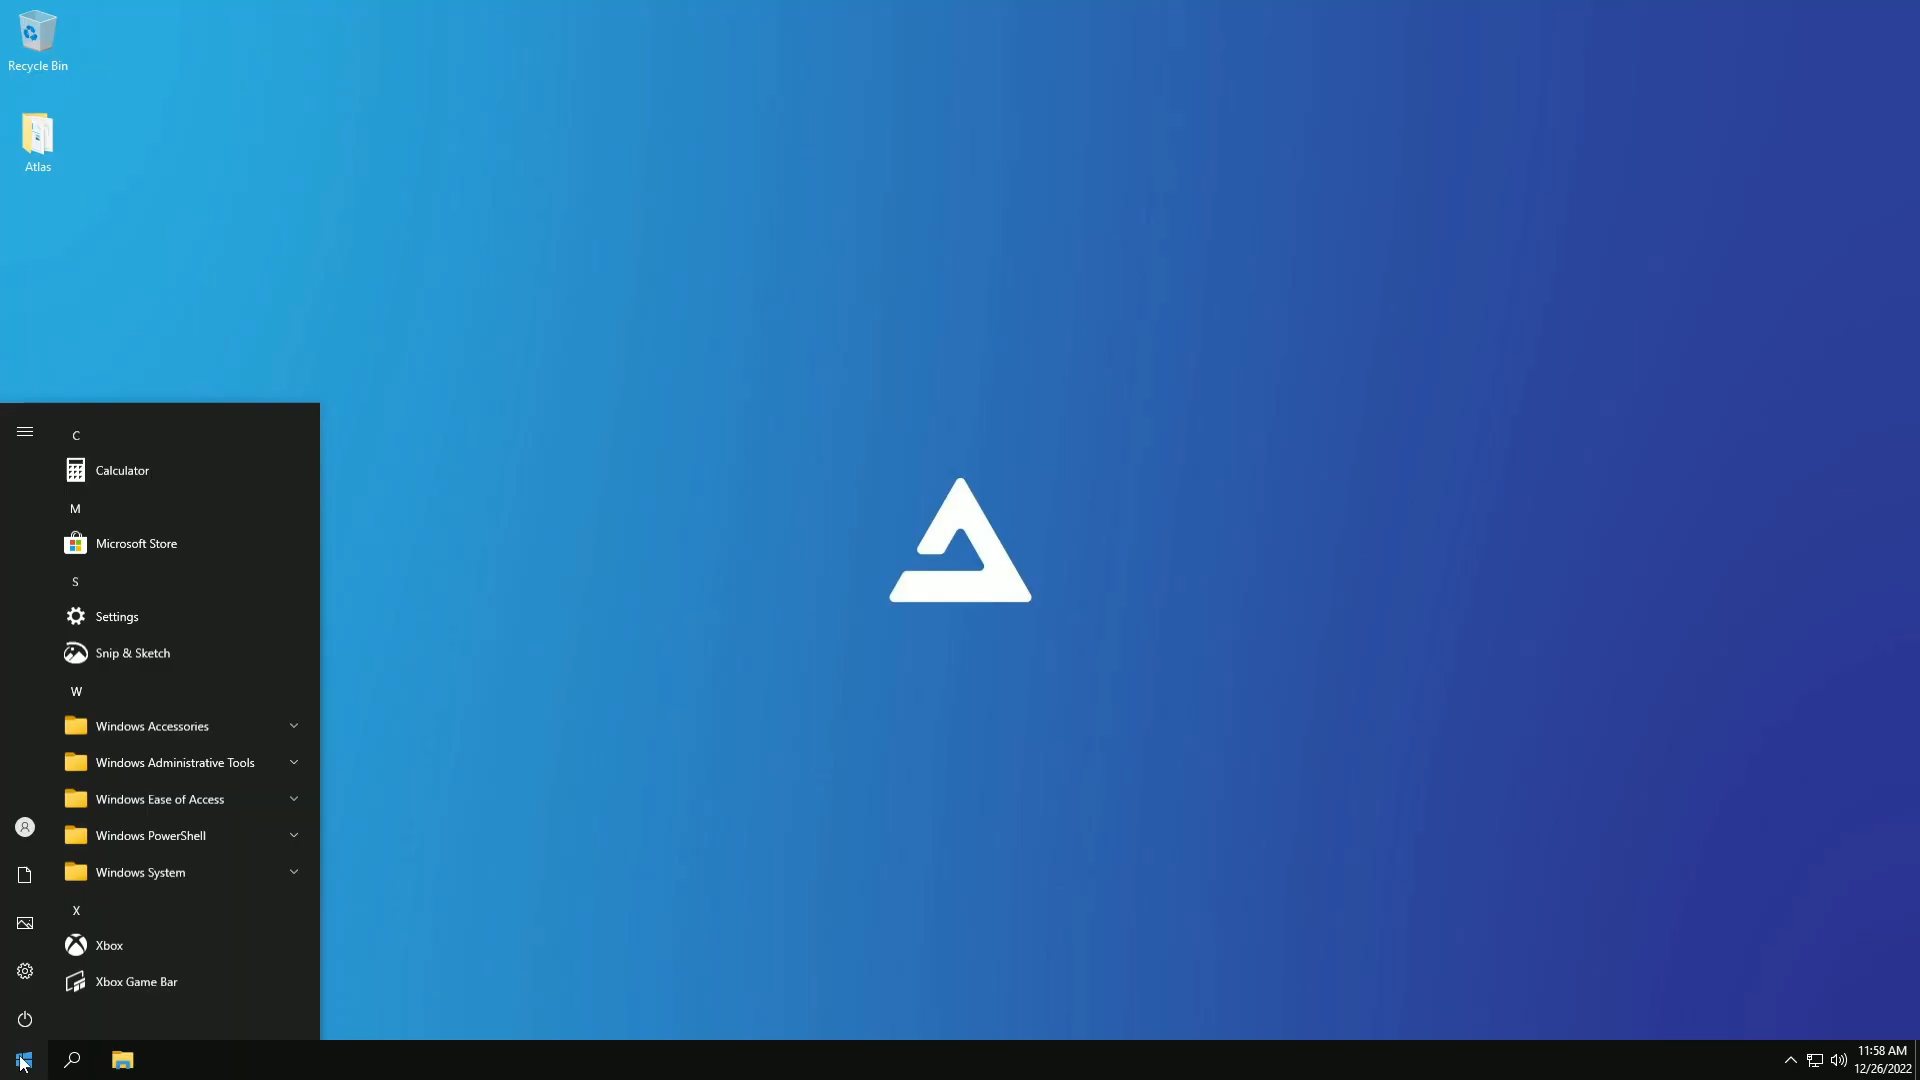 Recycle Bin
Atlas
C
Calculator
M
Microsoft Store
S
Settings
Snip & Sketch
W
Windows Accessories
Windows Administrative Tools
Windows Ease of Access
Windows PowerShell
Windows System
X
Xbox
Xbox Game Bar
11:58 AM
12/26/2022